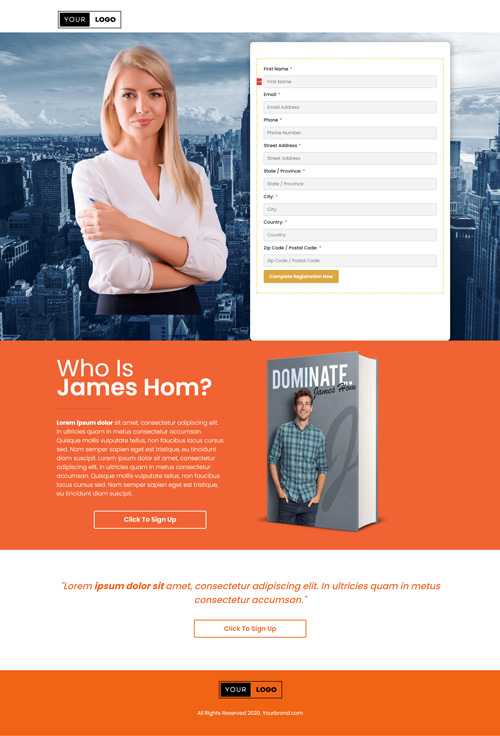 YOUR LOGO
First Name *
First Name
Email *
Email Address
Phone *
Phone Number
Street Address *
Street Address
State / Province: *
State / Province:
City: *
City:
Country: *
Country:
Zip Code / Postal Code: *
Zip Code / Postal Code
Complete Registration Now
Who Is
James Hom?
Lorem ipsum dolor sit amet, consectetur adipiscing elit.
In ultricies quam in metus consectetur accumsan.
Quisque mollis vulputate tellus, non faucibus lacus cursus
sed. Nam semper sapien eget est tristique, eu tincidunt
diam suscipit. Lorem ipsum dolor sit amet, consectetur
adipiscing elit. In ultricies quam in metus consectetur
accumsan. Quisque mollis vulputate tellus, non faucibus
lacus cursus sed. Nam semper sapien eget est tristique,
eu tincidunt diam suscipit.
Click To Sign Up
DOMINATE
James Hom
"Lorem ipsum dolor sit amet, consectetur adipiscing elit. In ultricies quam in metus
consectetur accumsan."
Click To Sign Up
YOUR LOGO
All Rights Reserved 2020. Yourbrand.com